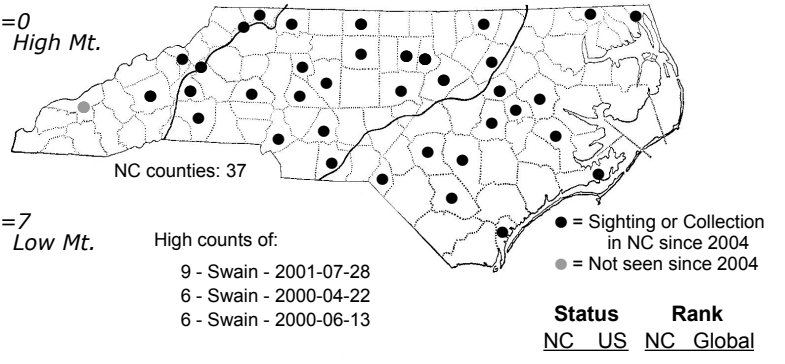 =0
High Mt.
NC counties: 37
=7
Low Mt.
High counts of:
9 - Swain - 2001-07-28
6 - Swain - 2000-04-22
6 - Swain - 2000-06-13
= Sighting or Collection
in NC since 2004
= Not seen since 2004
Status Rank
NC US NC Global